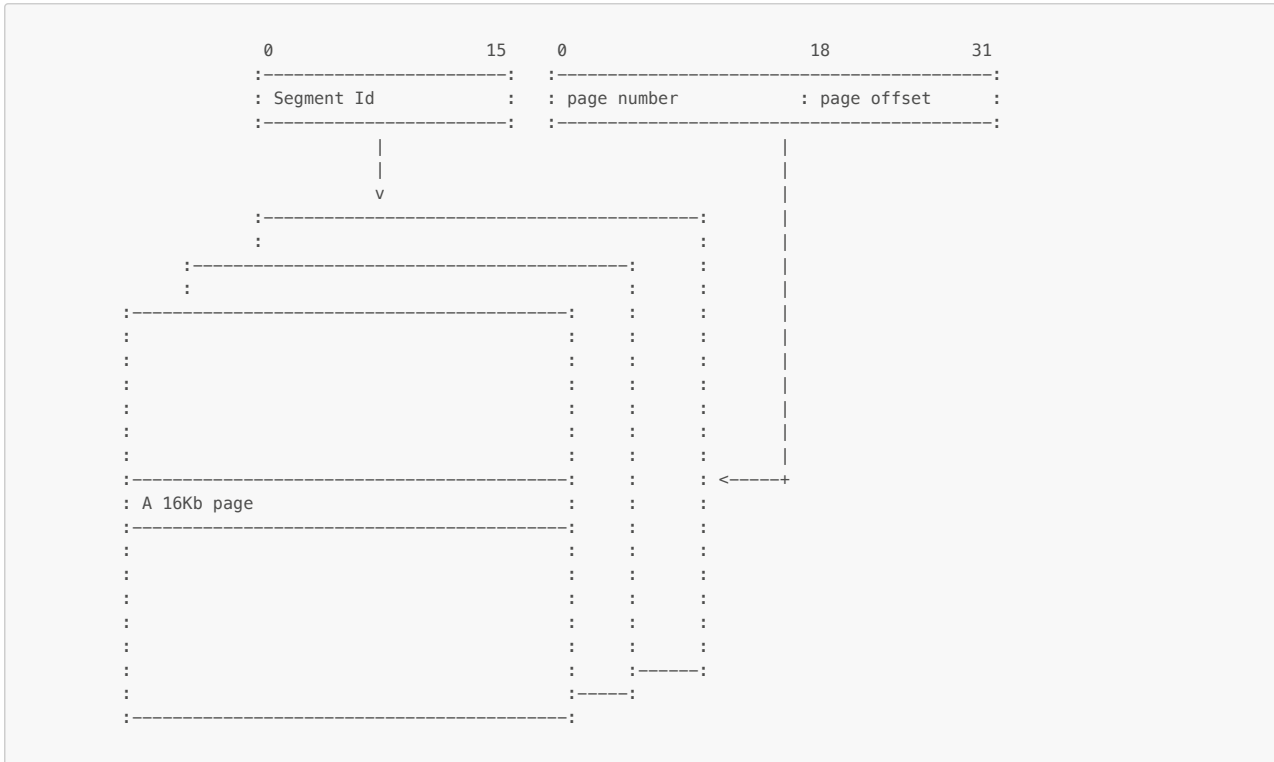 0 15 0 18 31
:------------------------: :-------------------------------------------:
: Segment Id : : page number : page offset :
:------------------------: :-------------------------------------------:
| |
| |
v |
:-------------------------------------------: |
: : |
:-------------------------------------------: : |
: : : |
:-------------------------------------------: : : |
: : : : |
: : : : |
: : : : |
: : : : |
: : : : |
: : : : |
:-------------------------------------------: : : <-----+
: A 16Kb page : : :
:-------------------------------------------: : :
: : : :
: : : :
: : : :
: : : :
: : : :
: : :------:
: :-----:
:-------------------------------------------: